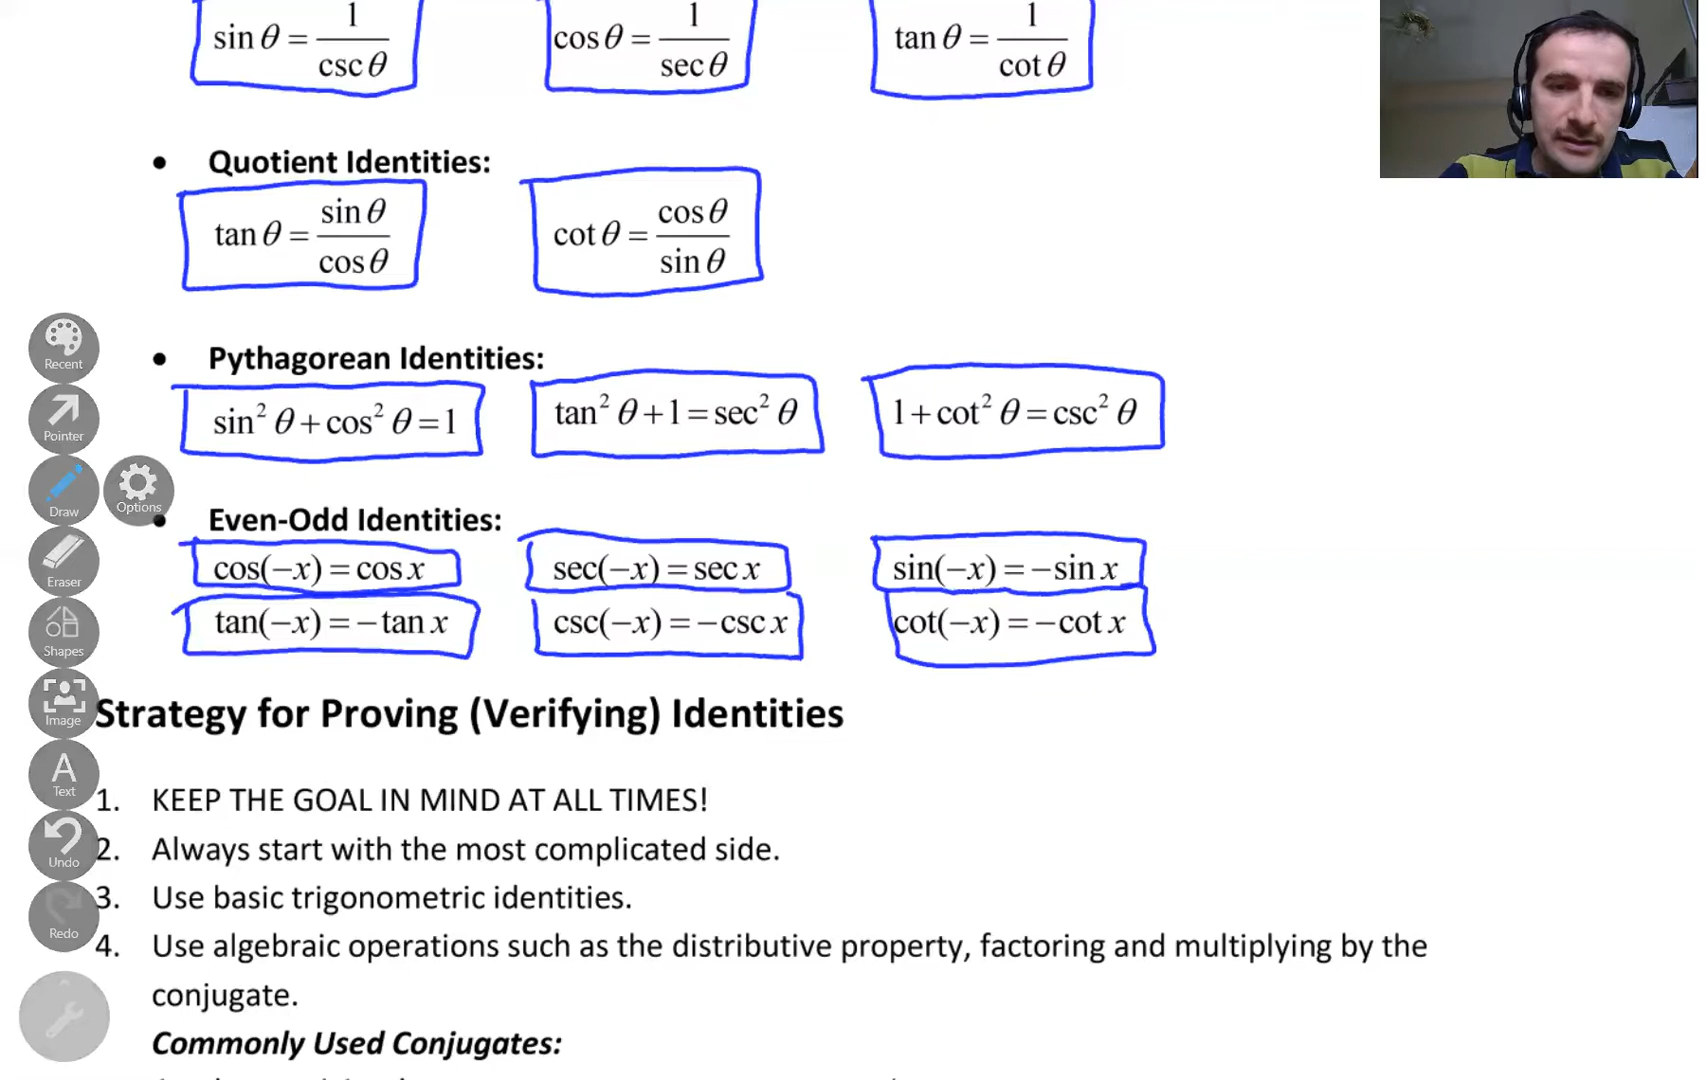 sin θ = 1/csc θ cos θ = 1/sec θ tan θ = 1/cot θ
• Quotient Identities:
tan θ = sin θ/cos θ cot θ = cos θ/sin θ
• Pythagorean Identities:
sin² θ + cos² θ = 1 tan² θ + 1 = sec² θ 1 + cot² θ = csc² θ
• Even-Odd Identities:
cos(−x) = cos x sec(−x) = sec x sin(−x) = −sin x
tan(−x) = −tan x csc(−x) = −csc x cot(−x) = −cot x
Strategy for Proving (Verifying) Identities
1. KEEP THE GOAL IN MIND AT ALL TIMES!
2. Always start with the most complicated side.
3. Use basic trigonometric identities.
4. Use algebraic operations such as the distributive property, factoring and multiplying by the
conjugate.
Commonly Used Conjugates:
Recent
Pointer
Draw
Options
Eraser
Shapes
Image
A
Text
Undo
Redo